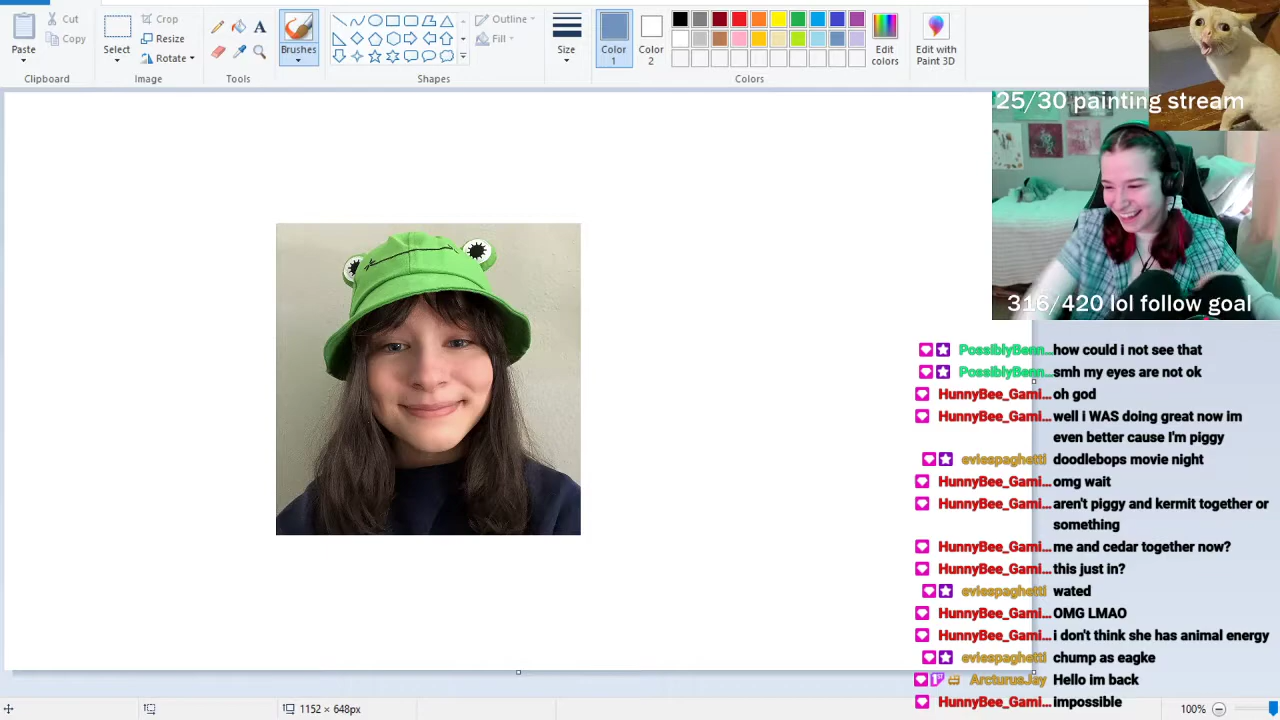 Paste
Cut
Copy
Clipboard
Select
Crop
Resize
Rotate
Image
Tools
Brushes
Shapes
Outline
Fill
Size
Color
1
Color
2
Colors
Edit
colors
Edit with
Paint 3D
25/30 painting stream
316/420 lol follow goal
PossiblyBenn... how could i not see that
PossiblyBenn... smh my eyes are not ok
HunnyBee_Gami... oh god
HunnyBee_Gami... well i WAS doing great now im
even better cause I'm piggy
eviespaghetti doodlebops movie night
HunnyBee_Gami... omg wait
HunnyBee_Gami... aren't piggy and kermit together or
something
HunnyBee_Gami... me and cedar together now?
HunnyBee_Gami... this just in?
eviespaghetti wated
HunnyBee_Gami... OMG LMAO
HunnyBee_Gami... i don't think she has animal energy
eviespaghetti chump as eagke
ArcturusJay Hello im back
HunnyBee_Gami... impossible
1152 × 648px
100%